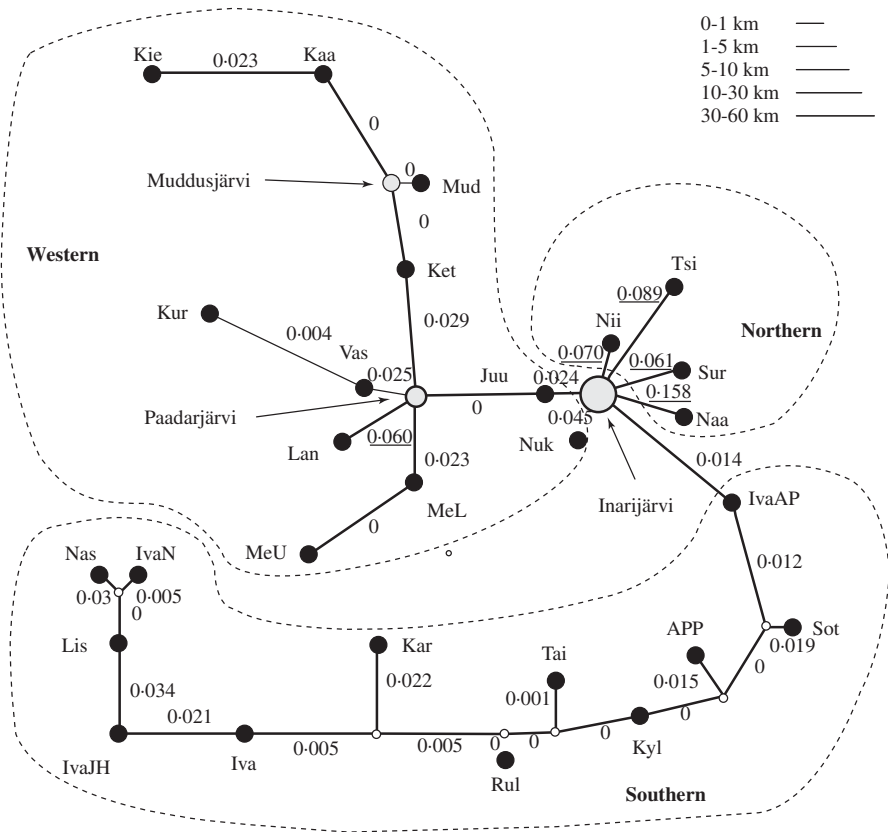 0-1 km
1-5 km
5-10 km
10-30 km
30-60 km
Kie
0·023
Kaa
0
0
Muddusjärvi
Mud
0
Western
Ket
Tsi
0·089
Kur
0·029
Nii
Northern
0·004
Vas
0·070
0·061
Sur
Juu
0·025
0·024
0·158
Naa
Paadarjärvi
0
0·045
Lan
0·060
Nuk
0·023
0·014
Inarijärvi
MeL
IvaAP
0
MeU
Nas
IvaN
0·012
0·03
0·005
0
APP
Sot
Lis
Kar
Tai
0·019
0
0·015
0·034
0·022
0·001
0·021
0
0·005
0·005
0
0
0
Kyl
IvaJH
Iva
Rul
Southern